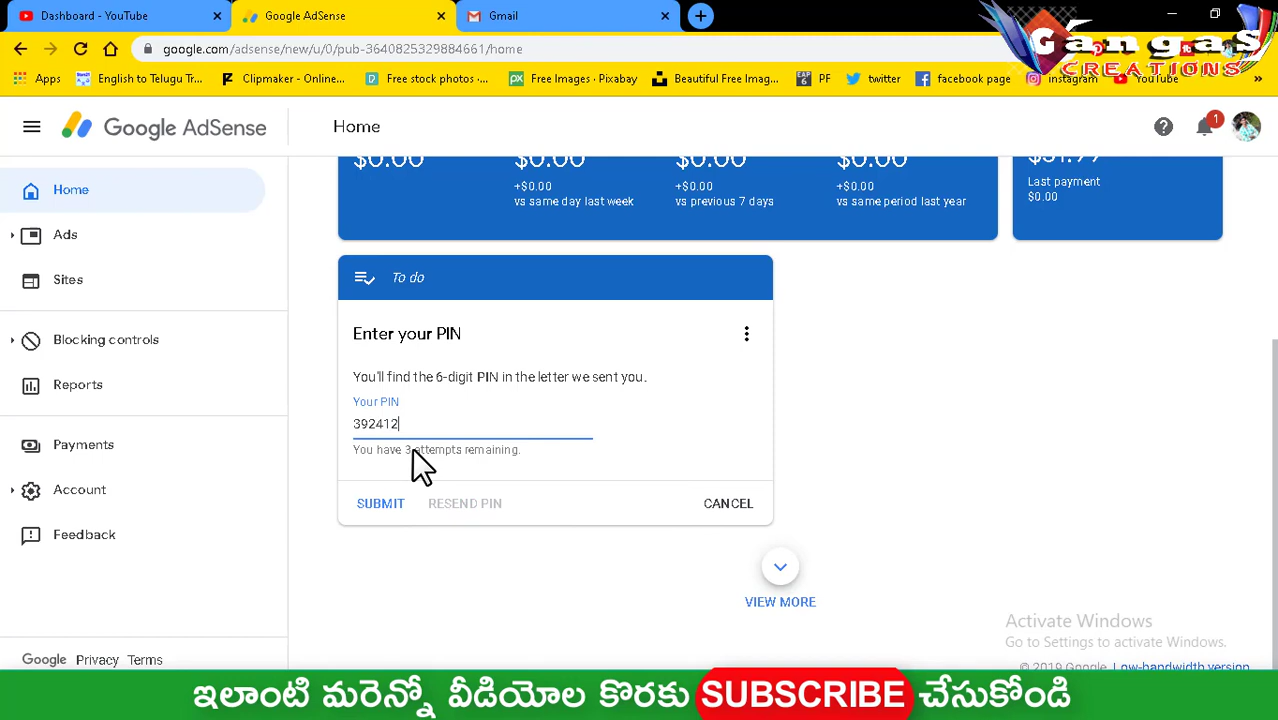 Dashboard - YouTube
Google AdSense
Gmail
google.com/adsense/new/u/0/pub-3640825329884661/home
Apps
English to Telugu Tr...
Clipmaker - Online...
Free stock photos ·...
Free Images · Pixabay
Beautiful Free Imag...
PF
twitter
facebook page
instagram
YouTube
GangaS
CREATIONS
Google AdSense
Home
1
Home
Ads
Sites
Blocking controls
Reports
Payments
Account
Feedback
Google Privacy Terms
$0.00
+$0.00
vs same day last week
$0.00
+$0.00
vs previous 7 days
$0.00
+$0.00
vs same period last year
Last payment
$0.00
To do
Enter your PIN
You'll find the 6-digit PIN in the letter we sent you.
Your PIN
392412
You have 3 attempts remaining.
SUBMIT
RESEND PIN
CANCEL
VIEW MORE
Activate Windows
Go to Settings to activate Windows.
© 2019 Google Low-bandwidth version
ఇలాంటి మరెన్నో వీడియోల కొరకు SUBSCRIBE చేసుకోండి